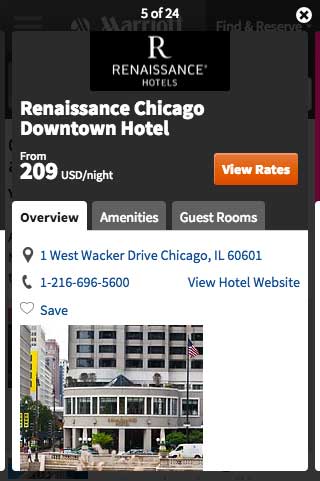 5 of 24
Marriott
Find & Reserve
R
RENAISSANCE®
HOTELS
Renaissance Chicago
Downtown Hotel
From
209 USD/night
View Rates
Overview
Amenities
Guest Rooms
1 West Wacker Drive Chicago, IL 60601
1-216-696-5600
View Hotel Website
Save